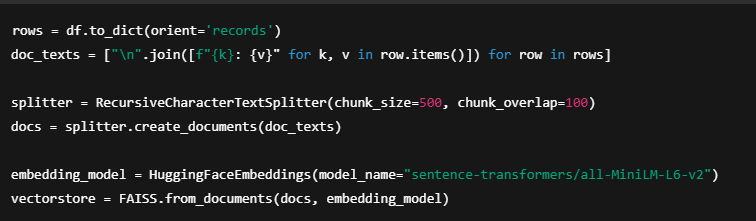 rows = df.to_dict(orient='records')
doc_texts = ["\n".join([f"{k}: {v}" for k, v in row.items()]) for row in rows]
splitter = RecursiveCharacterTextSplitter(chunk_size=500, chunk_overlap=100)
docs = splitter.create_documents(doc_texts)
embedding_model = HuggingFaceEmbeddings(model_name="sentence-transformers/all-MiniLM-L6-v2")
vectorstore = FAISS.from_documents(docs, embedding_model)